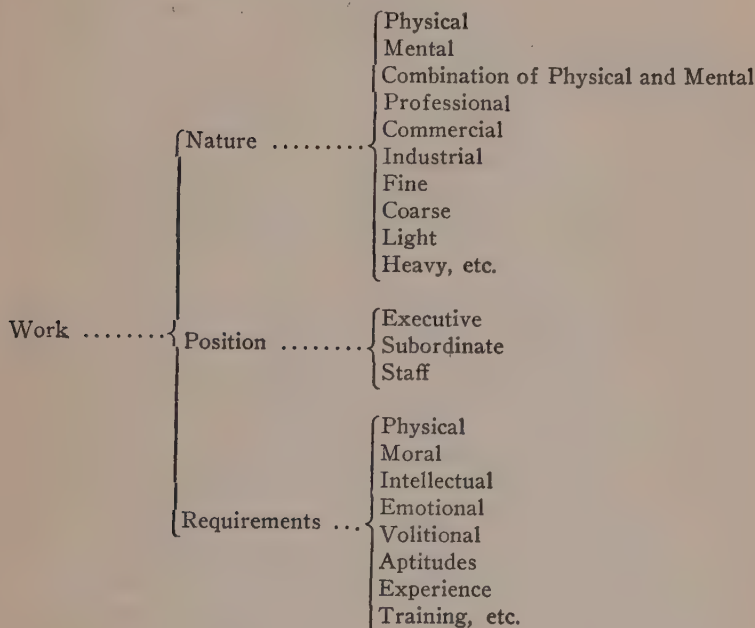 Physical
Mental
Combination of Physical and Mental
Professional
Nature ..........
Commercial
Industrial
Fine
Coarse
Light
Heavy, etc.
Work ........
Position .........
Executive
Subordinate
Staff
Physical
Moral
Intellectual
Emotional
Requirements ...
Volitional
Aptitudes
Experience
Training, etc.